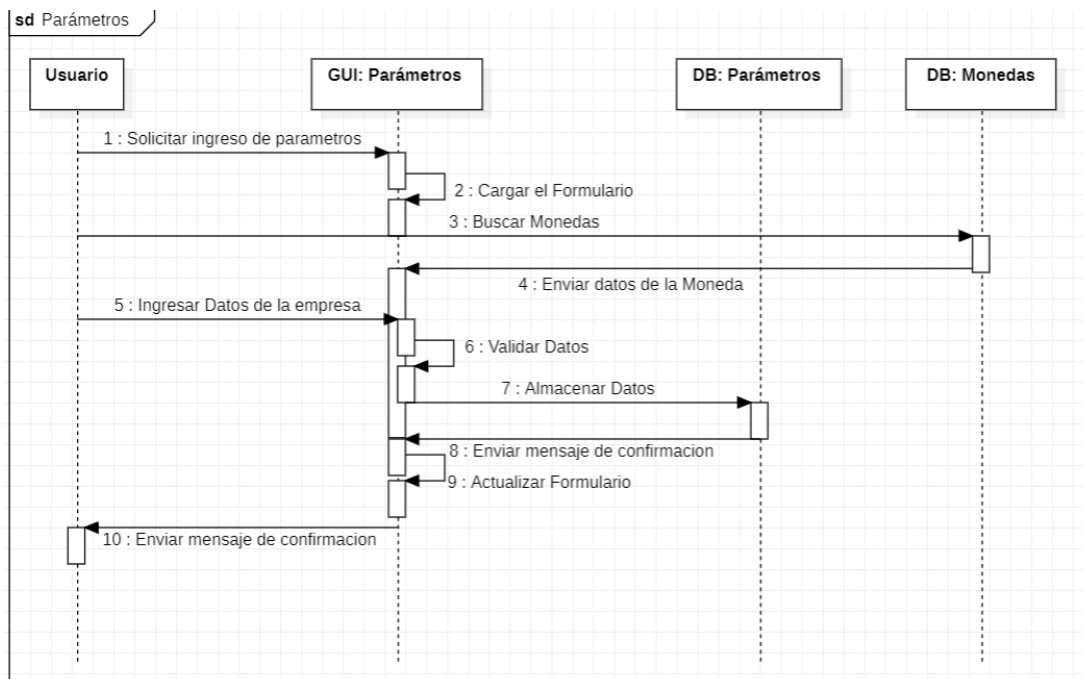 sd Parámetros
Usuario
GUI: Parámetros
DB: Parámetros
DB: Monedas
1 : Solicitar ingreso de parametros
2 : Cargar el Formulario
3 : Buscar Monedas
4 : Enviar datos de la Moneda
5 : Ingresar Datos de la empresa
6 : Validar Datos
7 : Almacenar Datos
8 : Enviar mensaje de confirmacion
9 : Actualizar Formulario
10 : Enviar mensaje de confirmacion